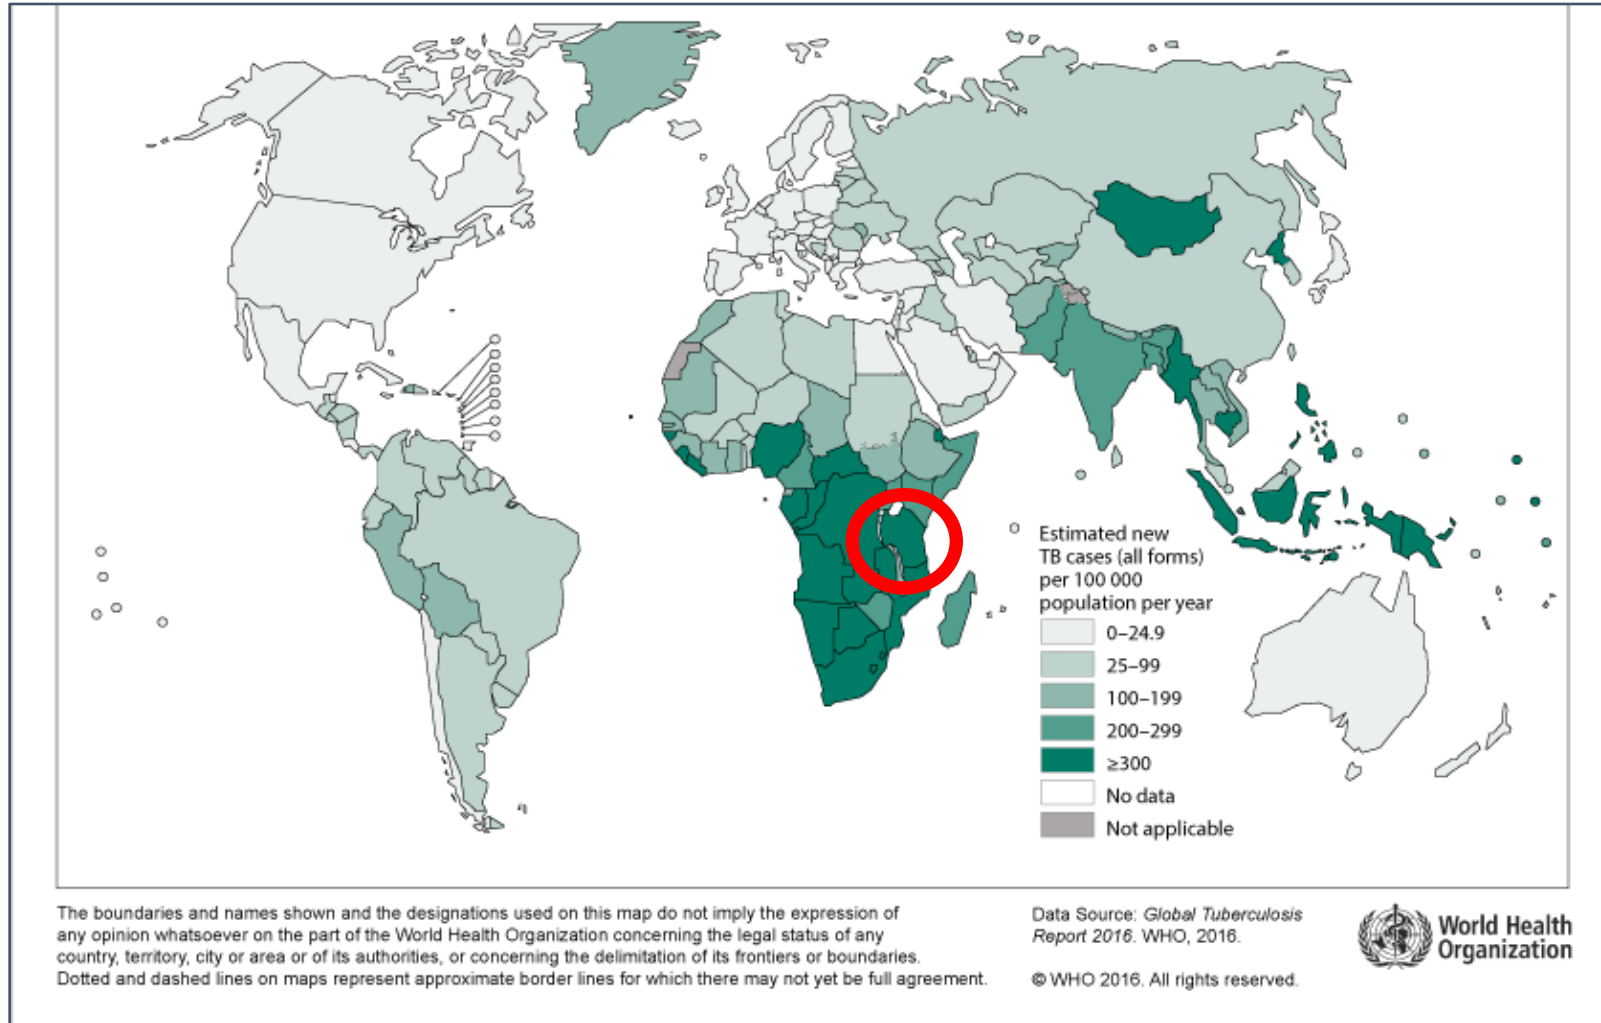 Estimated new
TB cases (all forms)
per 100 000
population per year
0–24.9
25–99
100–199
200–299
≥300
No data
Not applicable
The boundaries and names shown and the designations used on this map do not imply the expression of
any opinion whatsoever on the part of the World Health Organization concerning the legal status of any
country, territory, city or area or of its authorities, or concerning the delimitation of its frontiers or boundaries.
Dotted and dashed lines on maps represent approximate border lines for which there may not yet be full agreement.
Data Source: Global Tuberculosis
Report 2016. WHO, 2016.
© WHO 2016. All rights reserved.
World Health
Organization